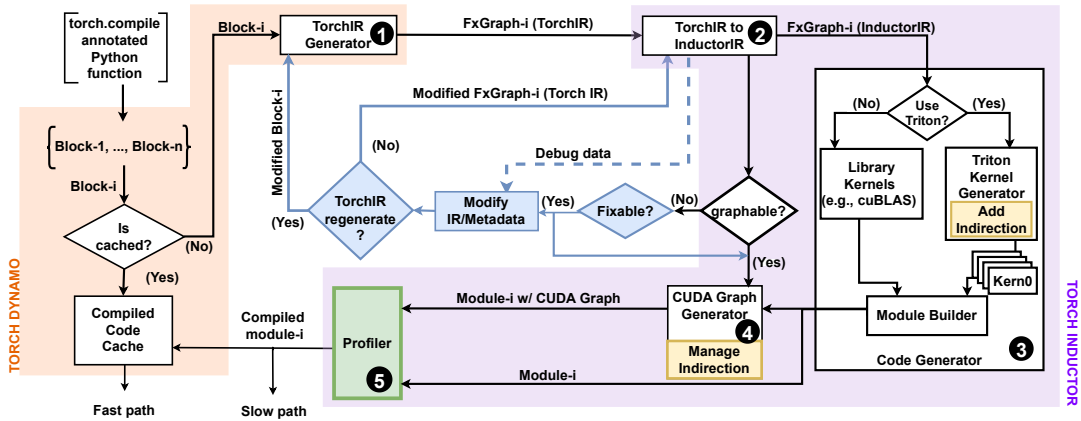 torch.compile
annotated
Python
function
{Block-1, ..., Block-n}
Block-i
Is
cached?
(No)
(Yes)
Compiled
Code
Cache
Fast path
TORCH DYNAMO
Block-i
TorchIR
Generator
1
FxGraph-i (TorchIR)
TorchIR to
InductorIR
2
FxGraph-i (InductorIR)
Modified Block-i
Modified FxGraph-i (Torch IR)
(No)
Debug data
TorchIR
regenerate
?
(Yes)
Modify
IR/Metadata
(Yes)
Fixable?
(No)
graphable?
(Yes)
Use
Triton?
(No)
(Yes)
Library
Kernels
(e.g., cuBLAS)
Triton
Kernel
Generator
Add
Indirection
Kern0
Module Builder
Code Generator
3
CUDA Graph
Generator
4
Manage
Indirection
Module-i w/ CUDA Graph
Module-i
Profiler
5
Compiled
module-i
Slow path
TORCH INDUCTOR